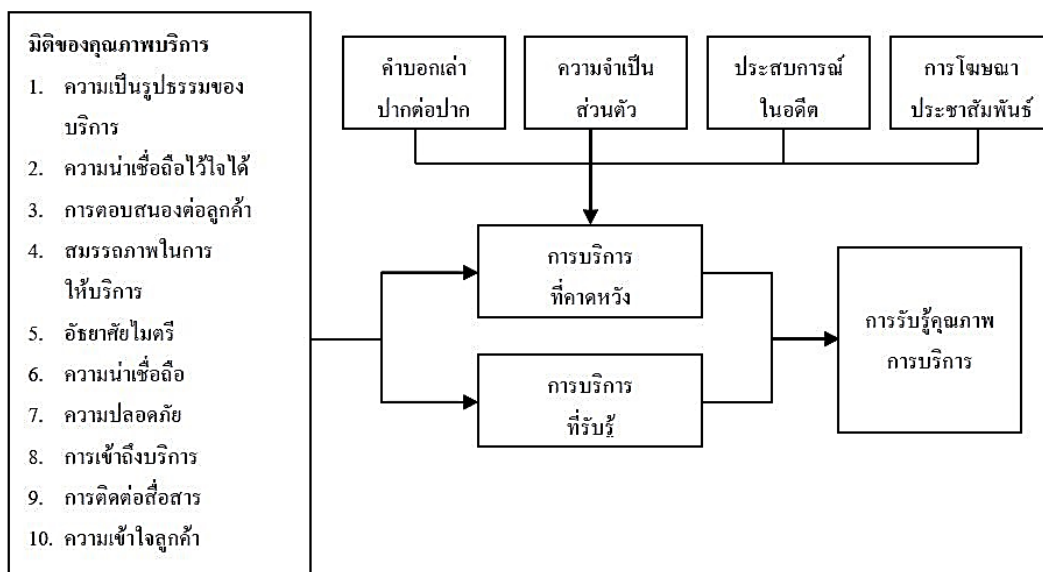 มิติของคุณภาพบริการ
1. ความเป็นรูปธรรมของ
บริการ
2. ความน่าเชื่อถือไว้ใจได้
3. การตอบสนองต่อลูกค้า
4. สมรรถภาพในการ
ให้บริการ
5. อัธยาศัยไมตรี
6. ความน่าเชื่อถือ
7. ความปลอดภัย
8. การเข้าถึงบริการ
9. การติดต่อสื่อสาร
10. ความเข้าใจลูกค้า
คำบอกเล่า
ปากต่อปาก
ความจำเป็น
ส่วนตัว
ประสบการณ์
ในอดีต
การโฆษณา
ประชาสัมพันธ์
การบริการ
ที่คาดหวัง
การบริการ
ที่รับรู้
การรับรู้คุณภาพ
การบริการ